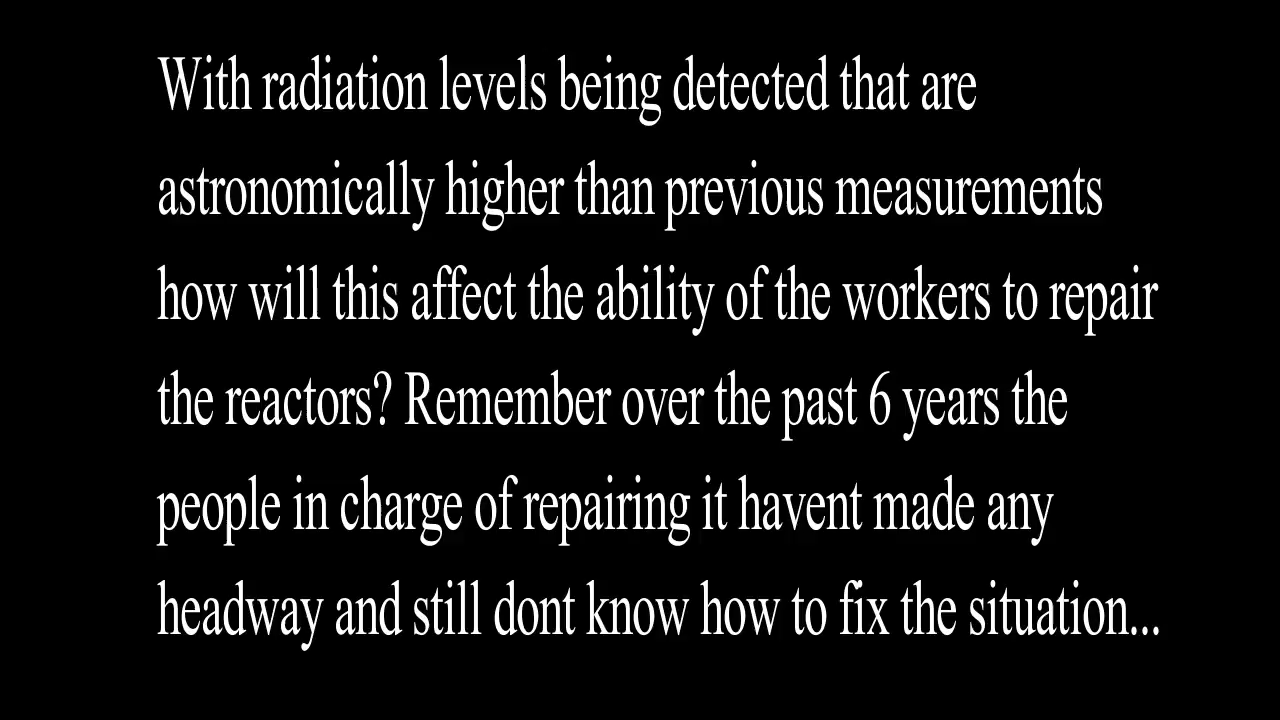 With radiation levels being detected that are
astronomically higher than previous measurements
how will this affect the ability of the workers to repair
the reactors? Remember over the past 6 years the
people in charge of repairing it havent made any
headway and still dont know how to fix the situation...